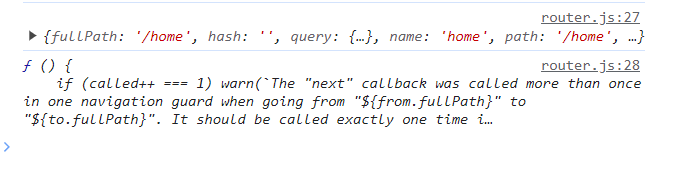 router.js:27
▶ {fullPath: '/home', hash: '', query: {…}, name: 'home', path: '/home', …}
router.js:28
ƒ () {
if (called++ === 1) warn(`The "next" callback was called more than once
in one navigation guard when going from "${from.fullPath}" to
"${to.fullPath}". It should be called exactly one time i…
>